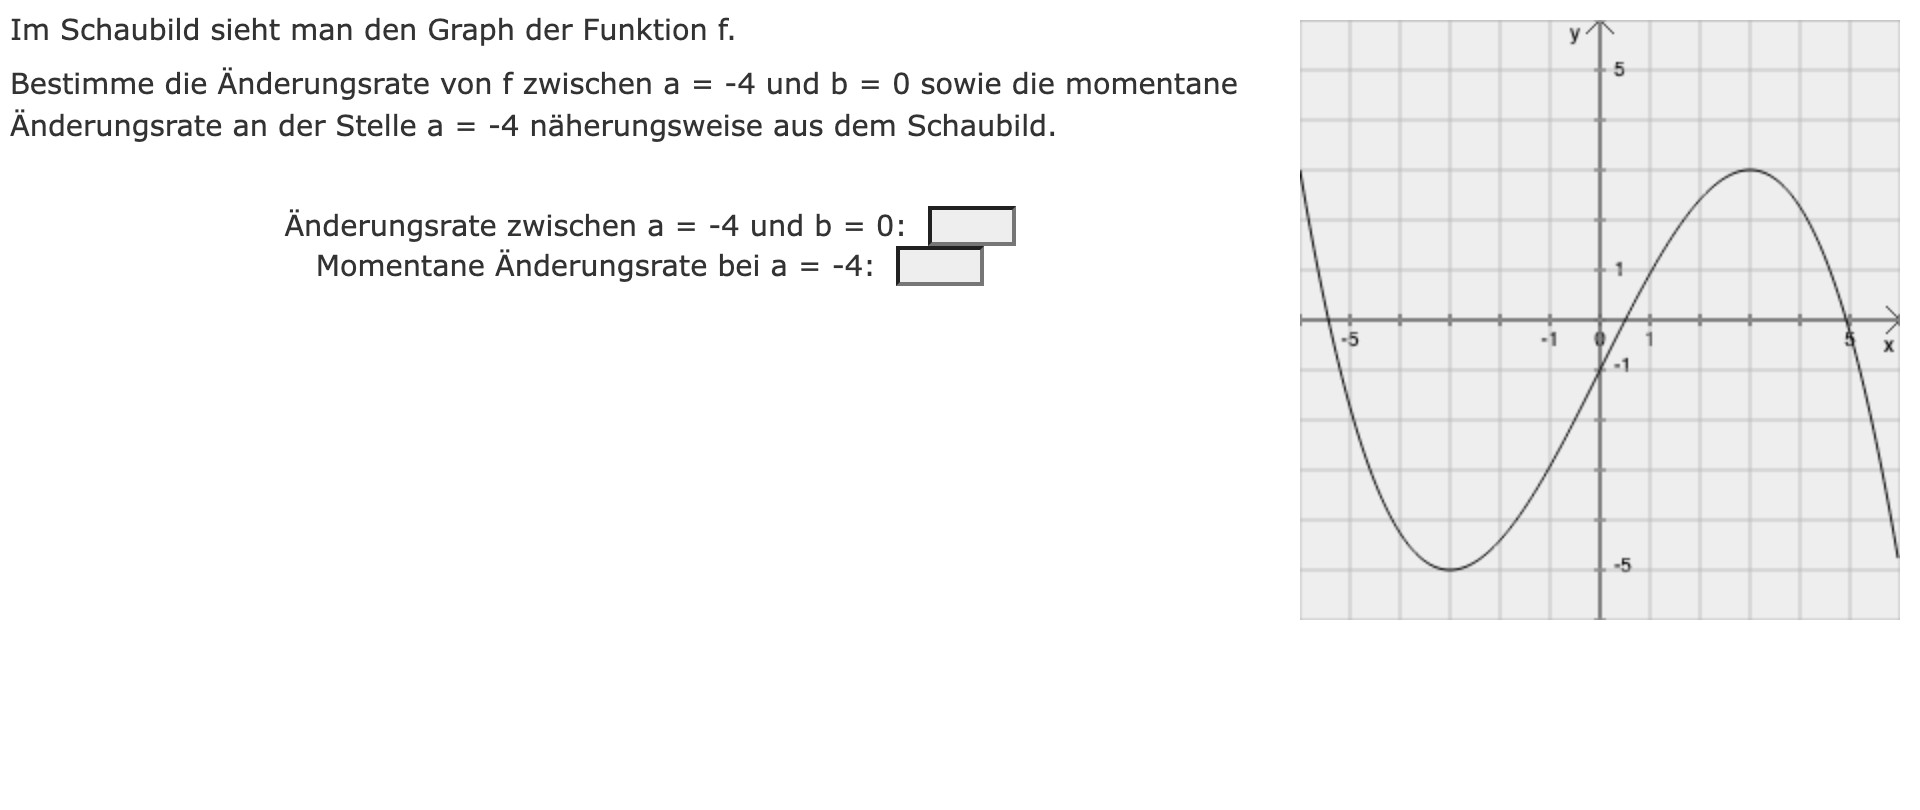 Im Schaubild sieht man den Graph der Funktion f.
Bestimme die Änderungsrate von f zwischen a = -4 und b = 0 sowie die momentane
Änderungsrate an der Stelle a = -4 näherungsweise aus dem Schaubild.
Änderungsrate zwischen a = -4 und b = 0:
Momentane Änderungsrate bei a = -4:
y
5
1
-5 -1 0 1 5 x
-1
-5